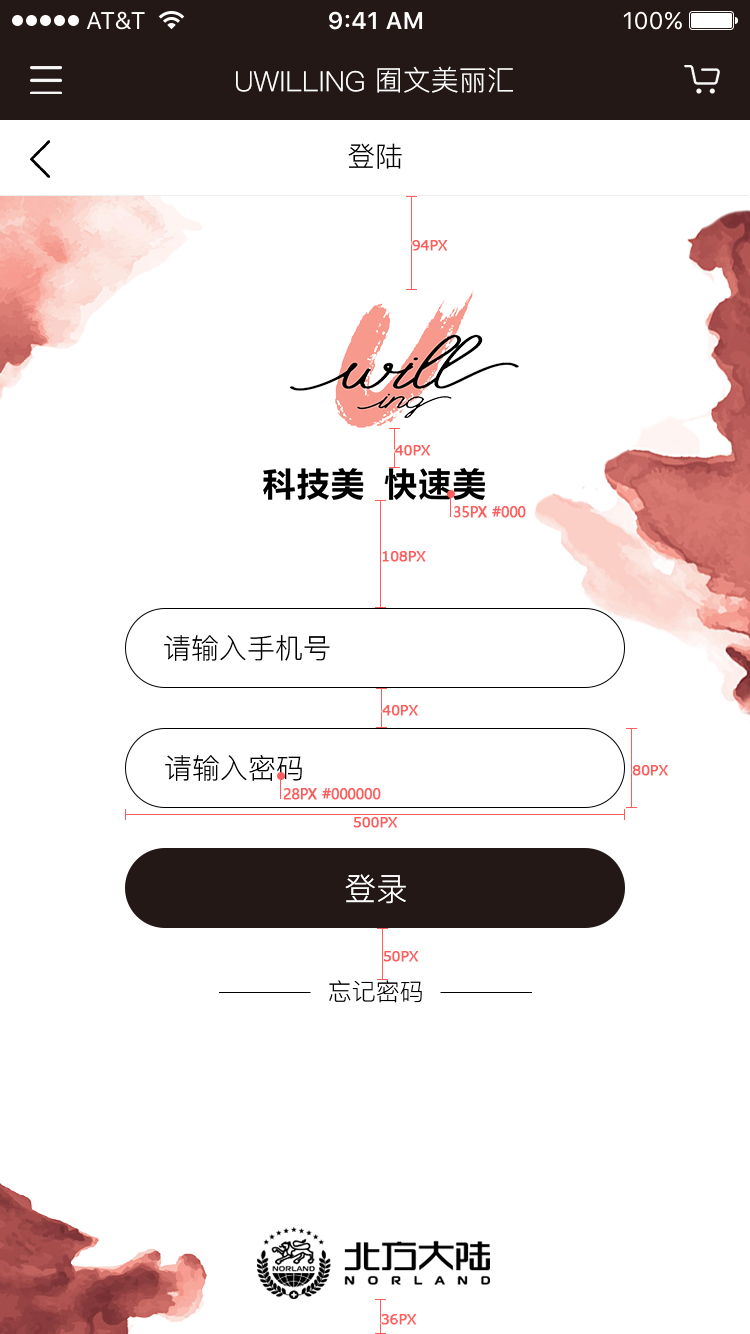 AT&T 9:41 AM 100%
UWILLING 囿文美丽汇
登陆
94PX
will
ing
40PX
科技美 快速美
35PX #000
108PX
请输入手机号
40PX
请输入密码
80PX
28PX #000000
500PX
登录
50PX
忘记密码
NORLAND
北方大陆
NORLAND
36PX